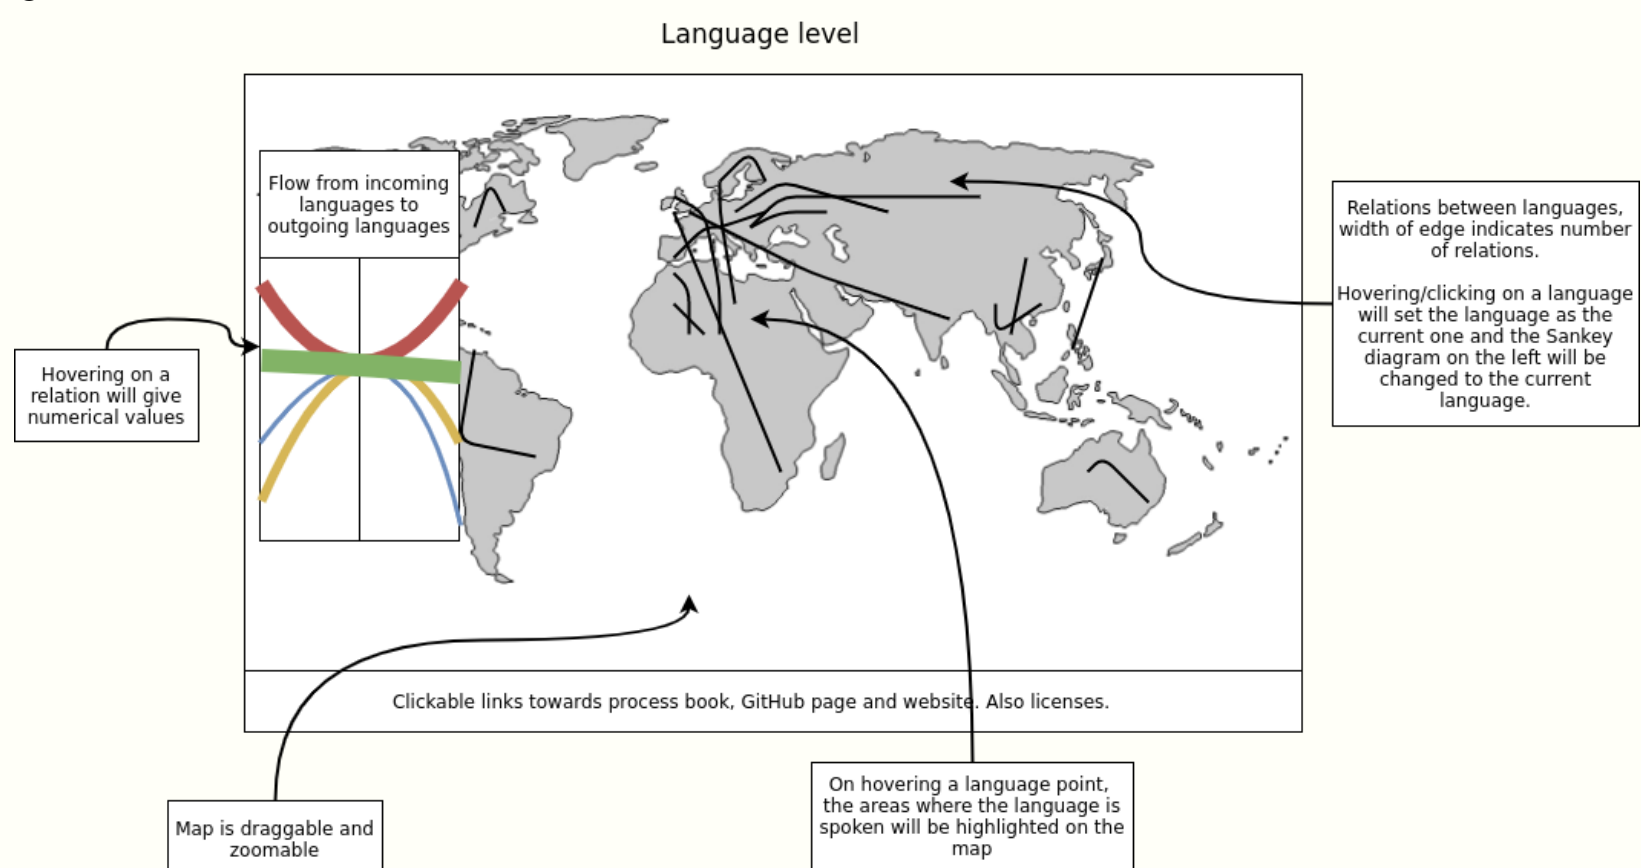 Language level
Flow from incoming
languages to
outgoing languages
Relations between languages,
width of edge indicates number
of relations.
Hovering/clicking on a language
will set the language as the
current one and the Sankey
diagram on the left will be
changed to the current
language.
Hovering on a
relation will give
numerical values
Clickable links towards process book, GitHub page and website. Also licenses.
On hovering a language point,
the areas where the language is
spoken will be highlighted on the
map
Map is draggable and
zoomable